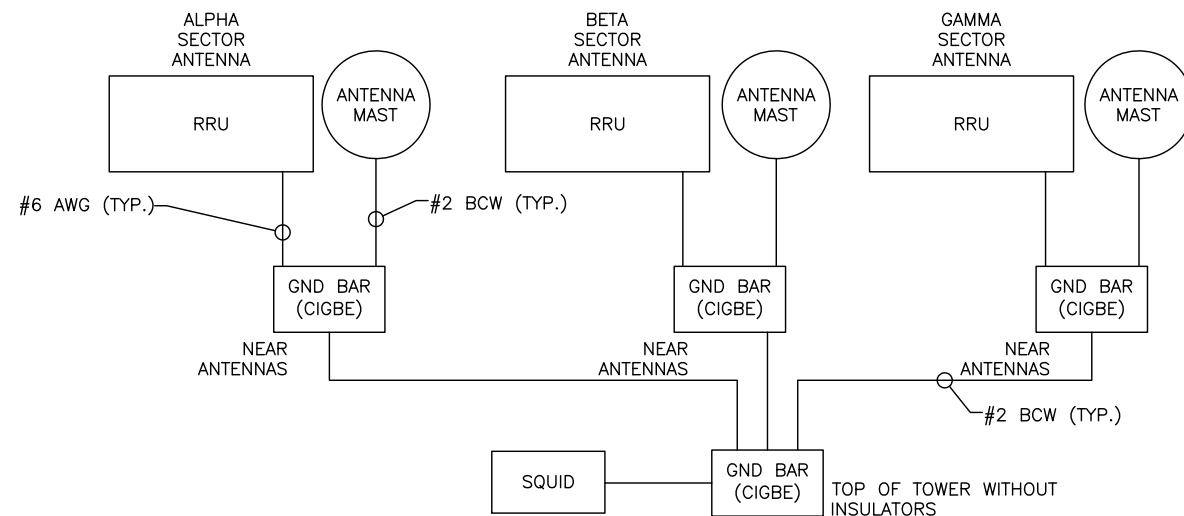 ALPHA
SECTOR
ANTENNA
BETA
SECTOR
ANTENNA
GAMMA
SECTOR
ANTENNA
RRU
ANTENNA
MAST
RRU
ANTENNA
MAST
RRU
ANTENNA
MAST
#6 AWG (TYP.)
#2 BCW (TYP.)
GND BAR
(CIGBE)
GND BAR
(CIGBE)
GND BAR
(CIGBE)
NEAR
ANTENNAS
NEAR
ANTENNAS
NEAR
ANTENNAS
#2 BCW (TYP.)
SQUID
GND BAR
(CIGBE)
TOP OF TOWER WITHOUT
INSULATORS